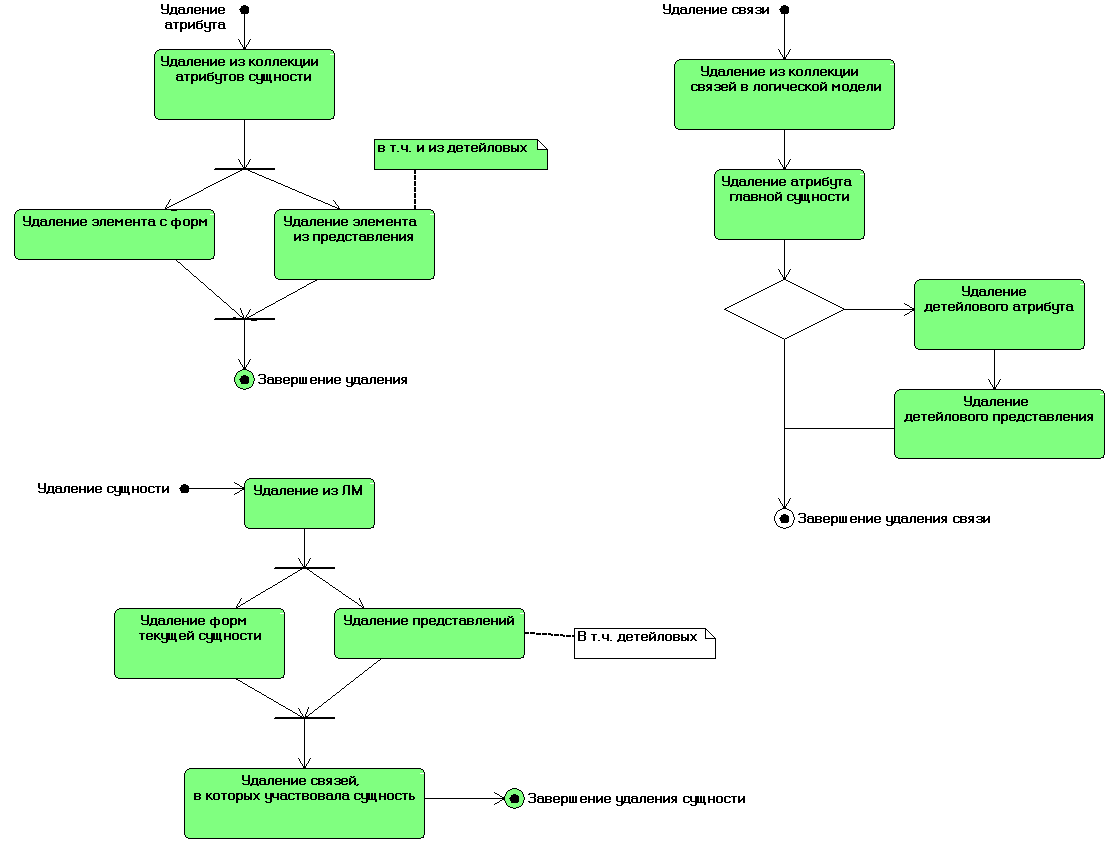 Удаление
атрибута
Удаление из коллекции
атрибутов сущности
в т.ч. и из детейловых
Удаление элемента с форм
Удаление элемента
из представления
Завершение удаления
Удаление связи
Удаление из коллекции
связей в логической модели
Удаление атрибута
главной сущности
Удаление
детейлового атрибута
Удаление
детейлового представления
Завершение удаления связи
Удаление сущности
Удаление из ЛМ
Удаление форм
текущей сущности
Удаление представлений
В т.ч. детейловых
Удаление связей,
в которых участвовала сущность
Завершение удаления сущности